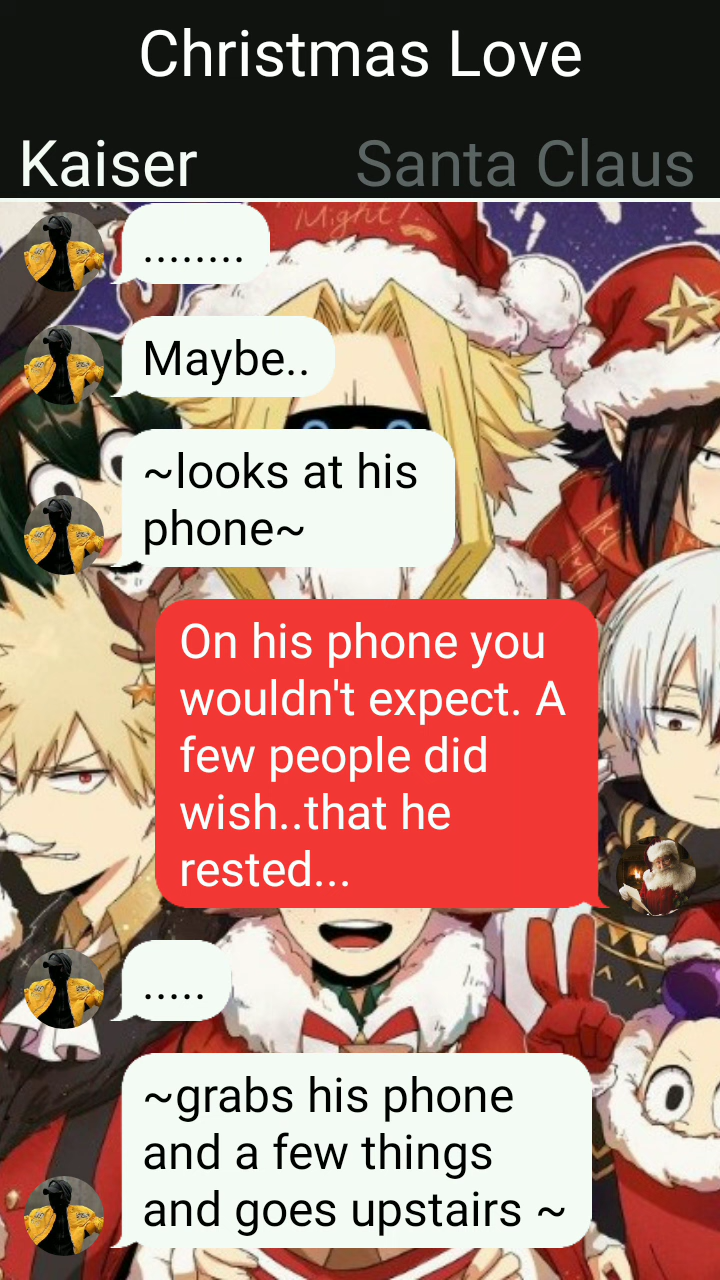 Christmas Love
Kaiser
Santa Claus
Might!
........
Maybe..
~looks at his
phone~
On his phone you
wouldn't expect. A
few people did
wish..that he
rested...
.....
~grabs his phone
and a few things
and goes upstairs ~